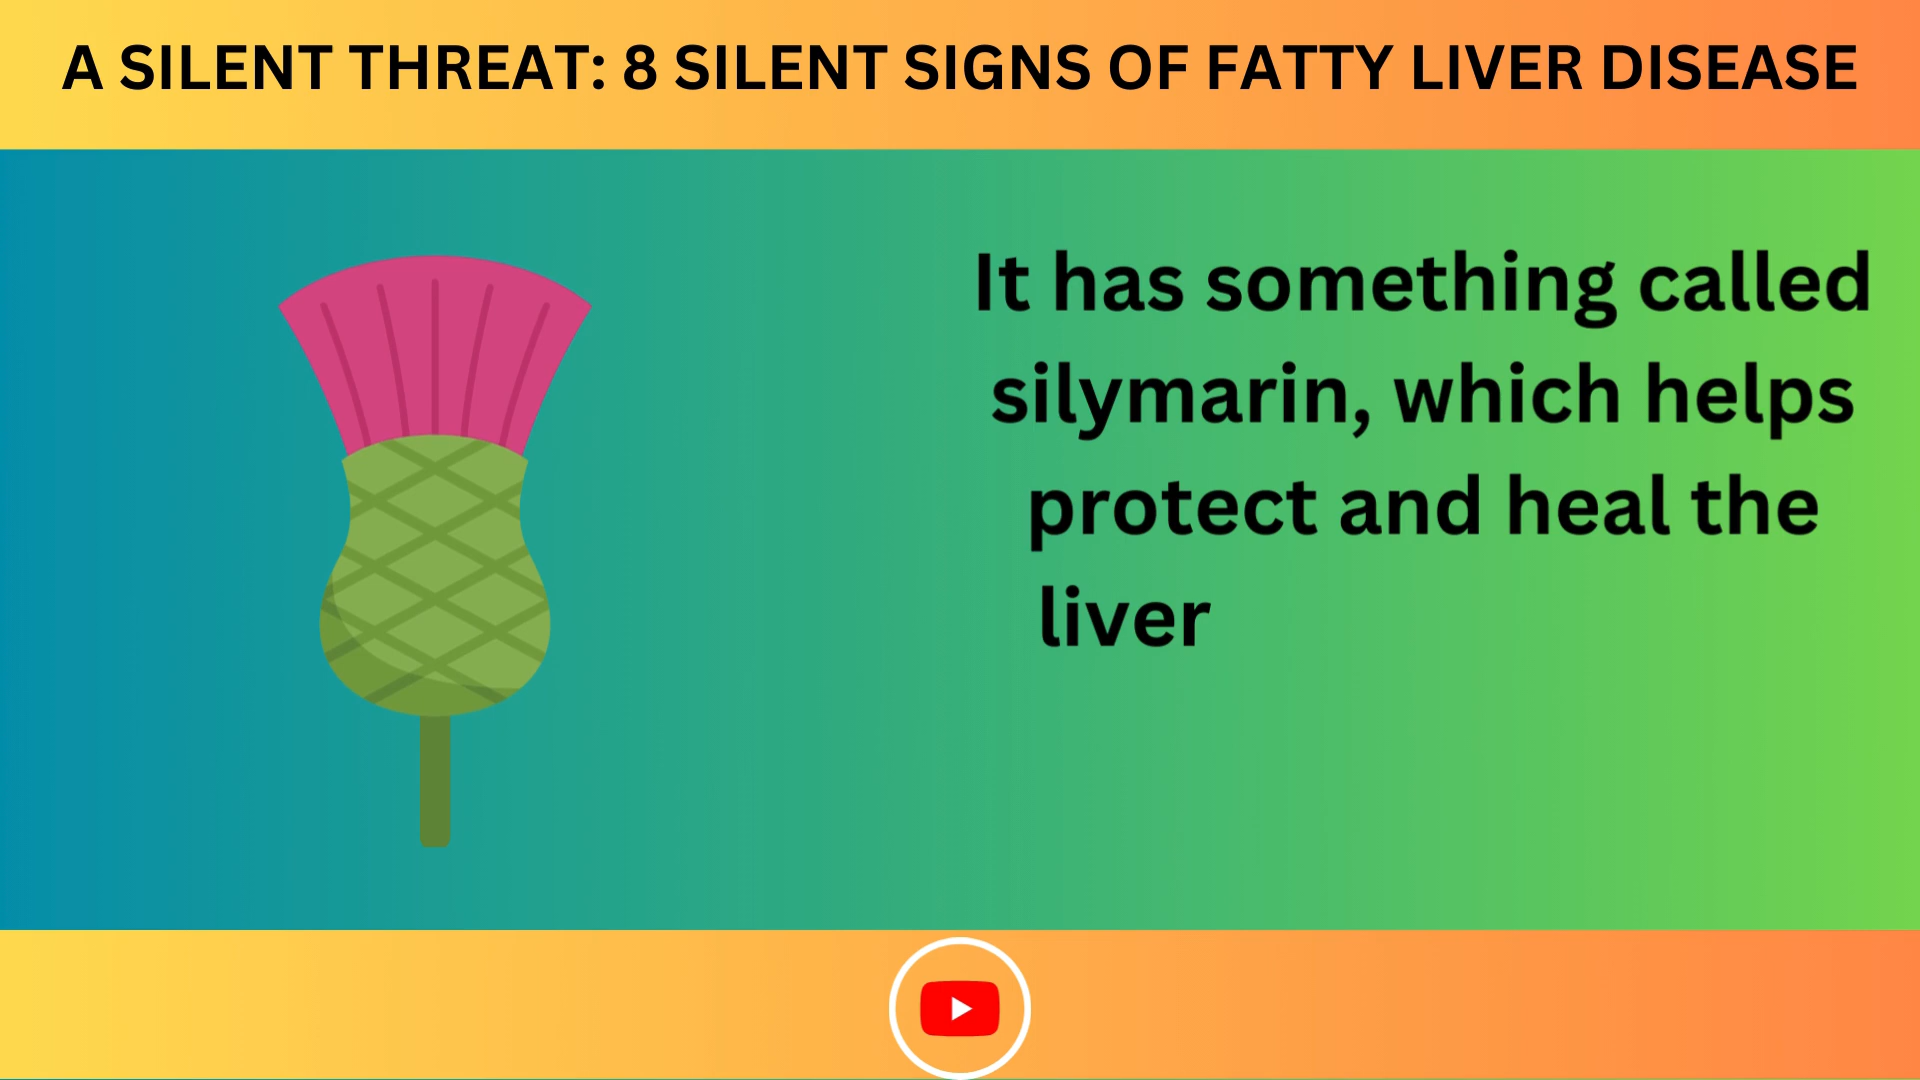 A SILENT THREAT: 8 SILENT SIGNS OF FATTY LIVER DISEASE
It has something called
silymarin, which helps
protect and heal the
liver